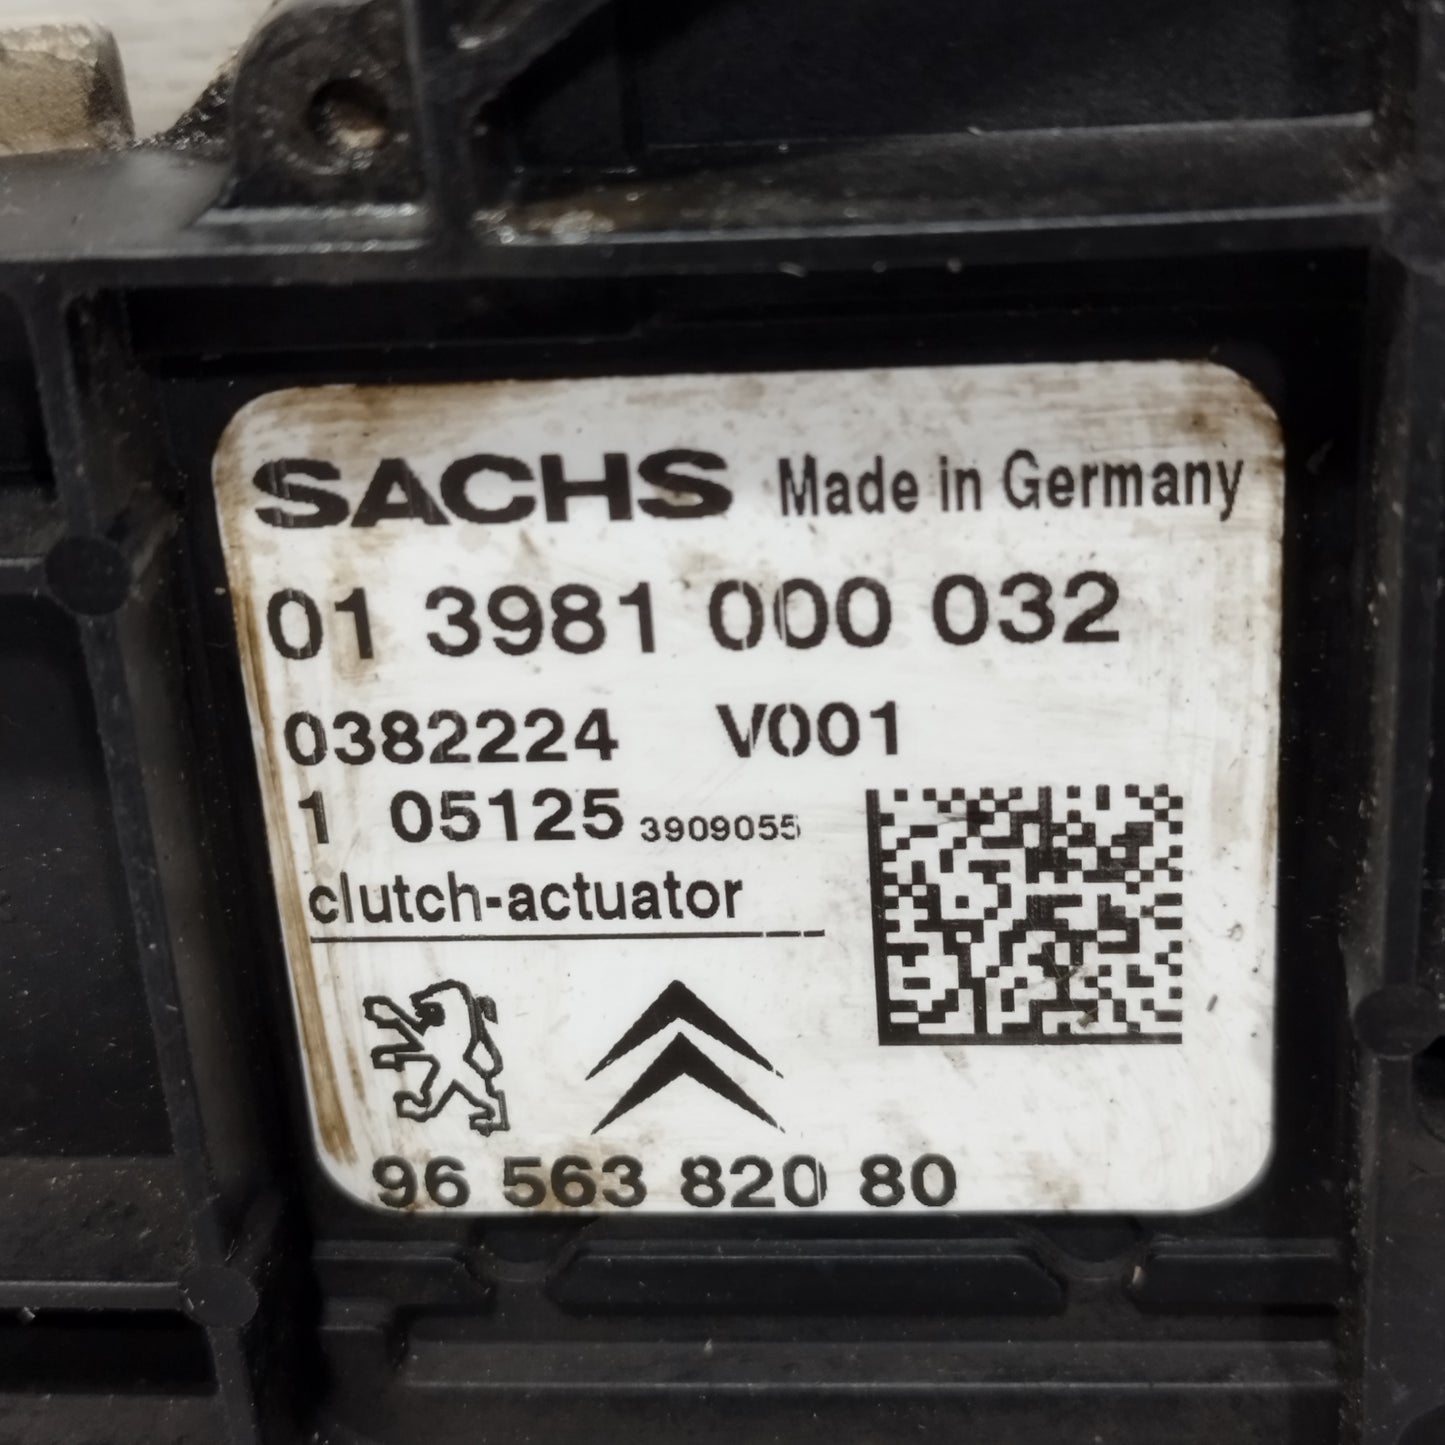 SACHS Made in Germany
01 3981 000 032
0382224 V001
1 05125 3909055
clutch-actuator
96 563 820 80